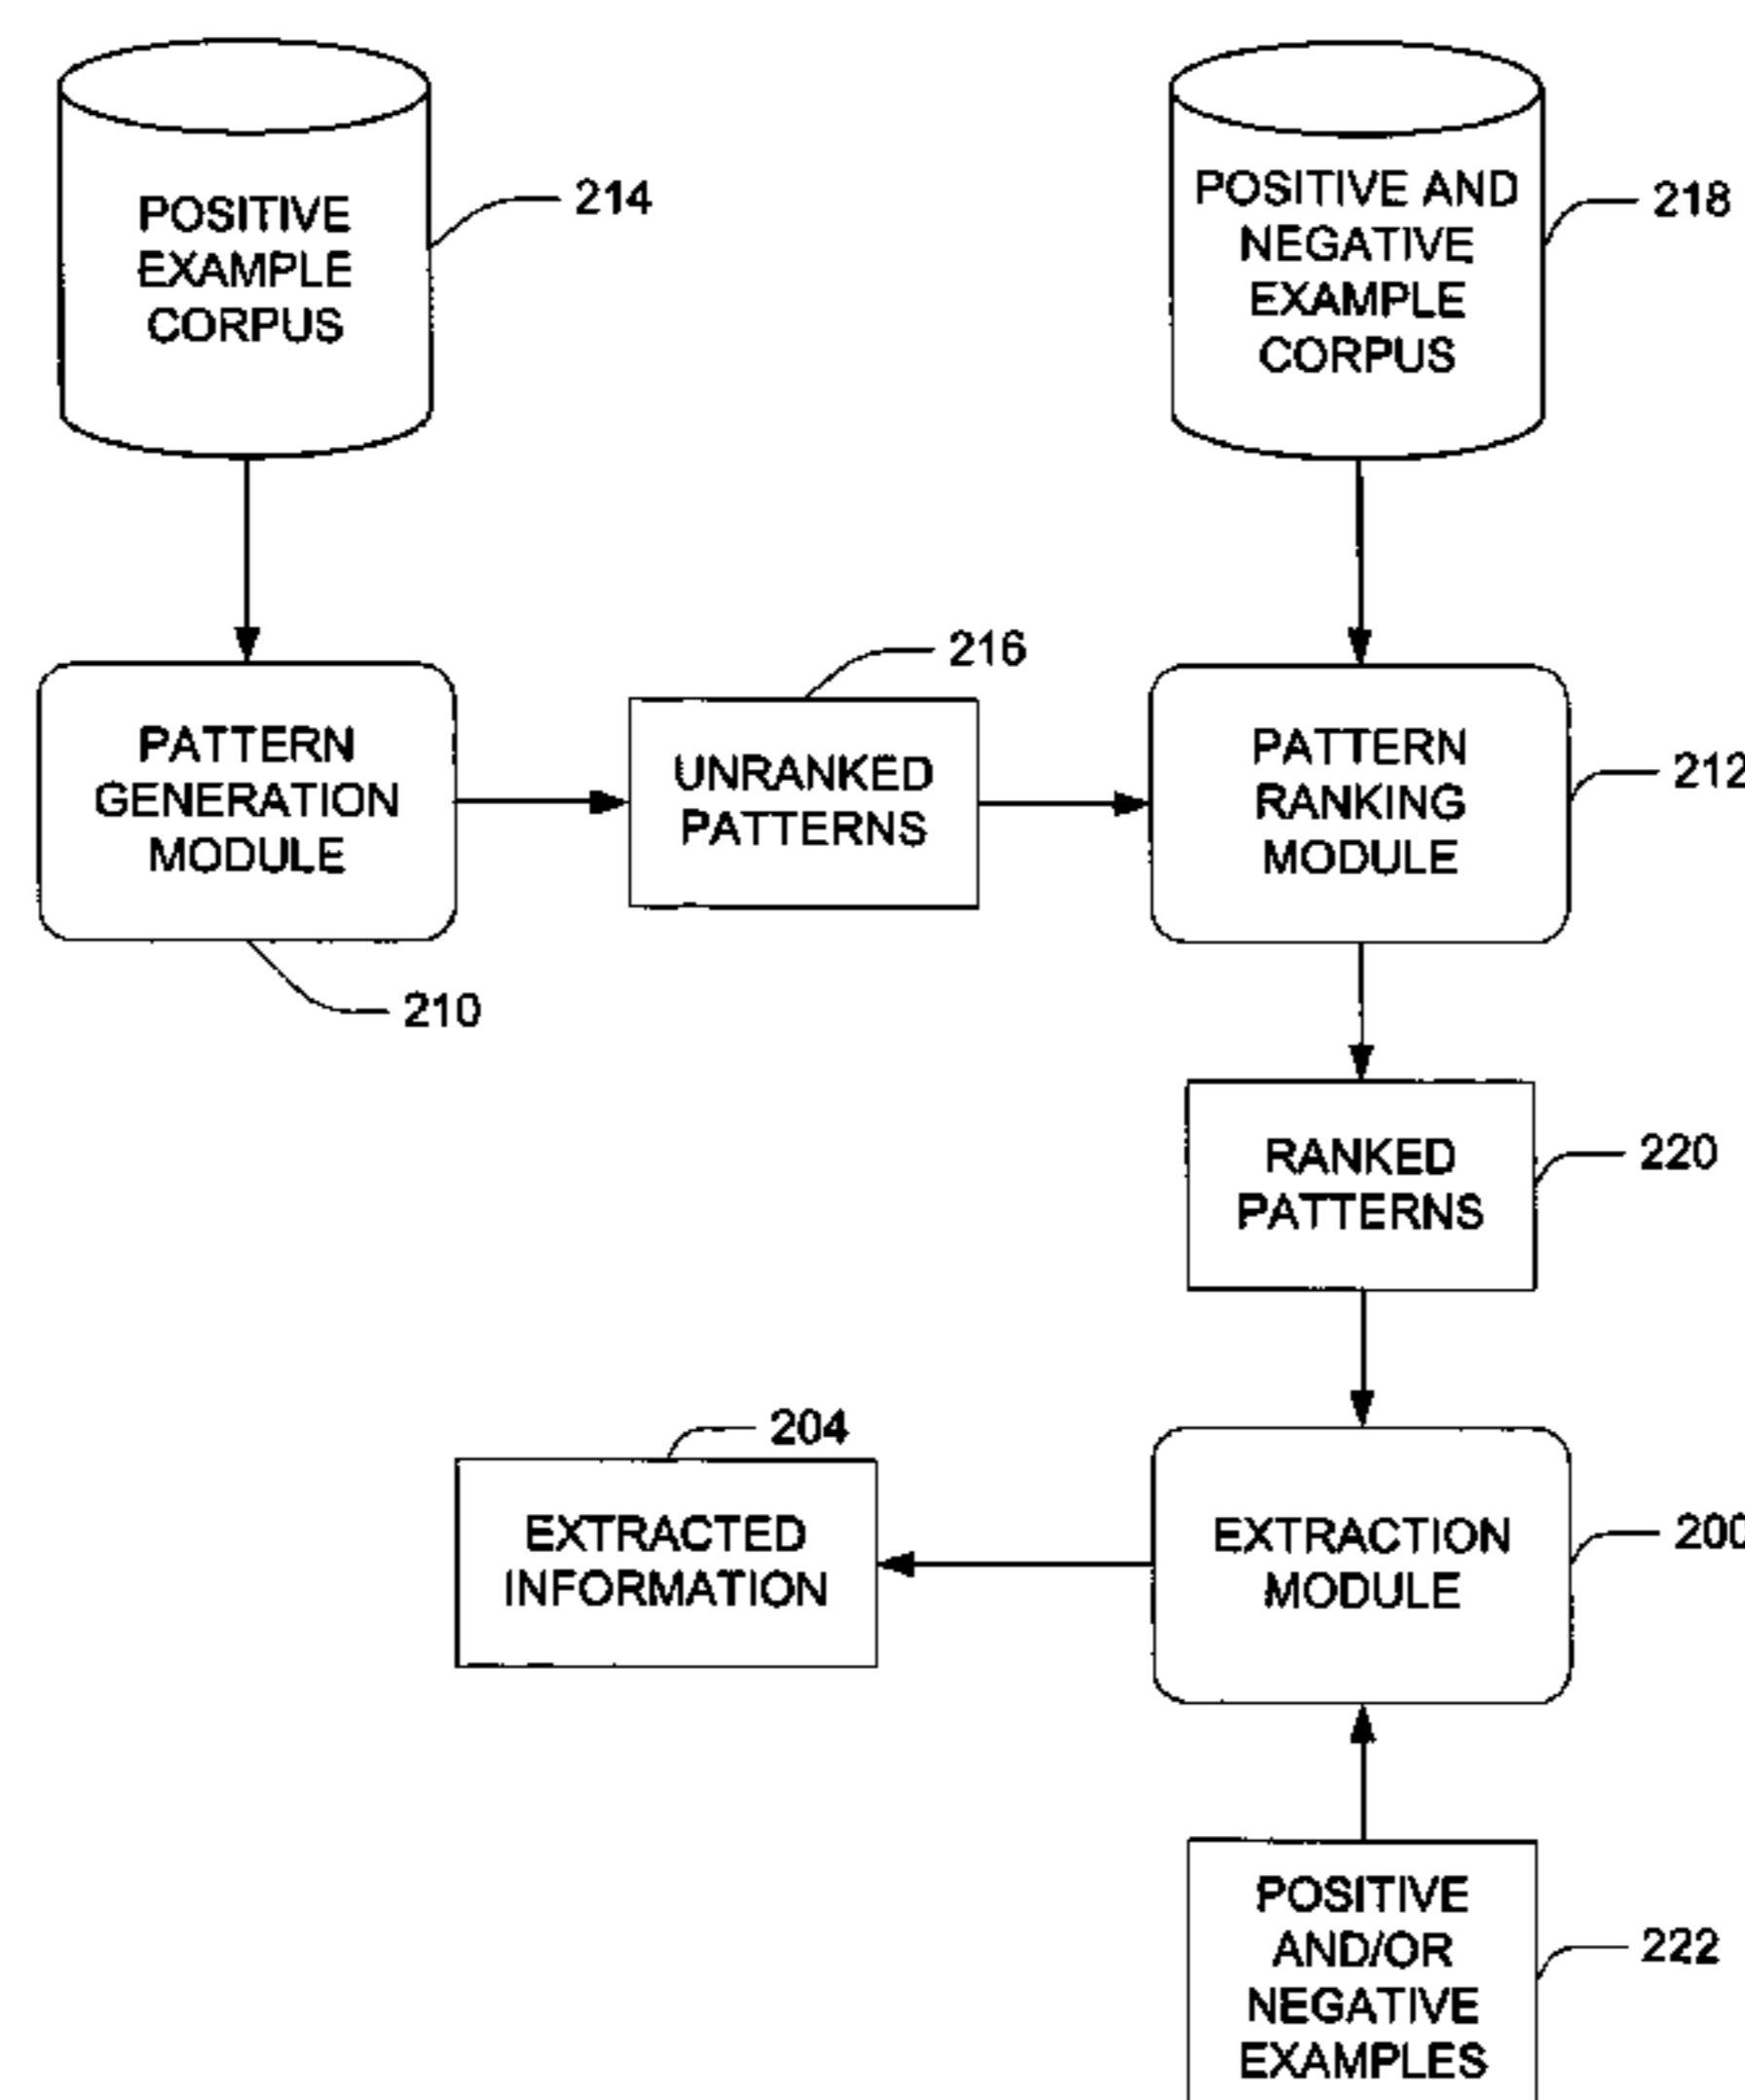 POSITIVE
EXAMPLE
CORPUS
214
POSITIVE AND
NEGATIVE
EXAMPLE
CORPUS
218
PATTERN
GENERATION
MODULE
210
216
UNRANKED
PATTERNS
PATTERN
RANKING
MODULE
212
RANKED
PATTERNS
220
204
EXTRACTED
INFORMATION
EXTRACTION
MODULE
200
POSITIVE
AND/OR
NEGATIVE
EXAMPLES
222